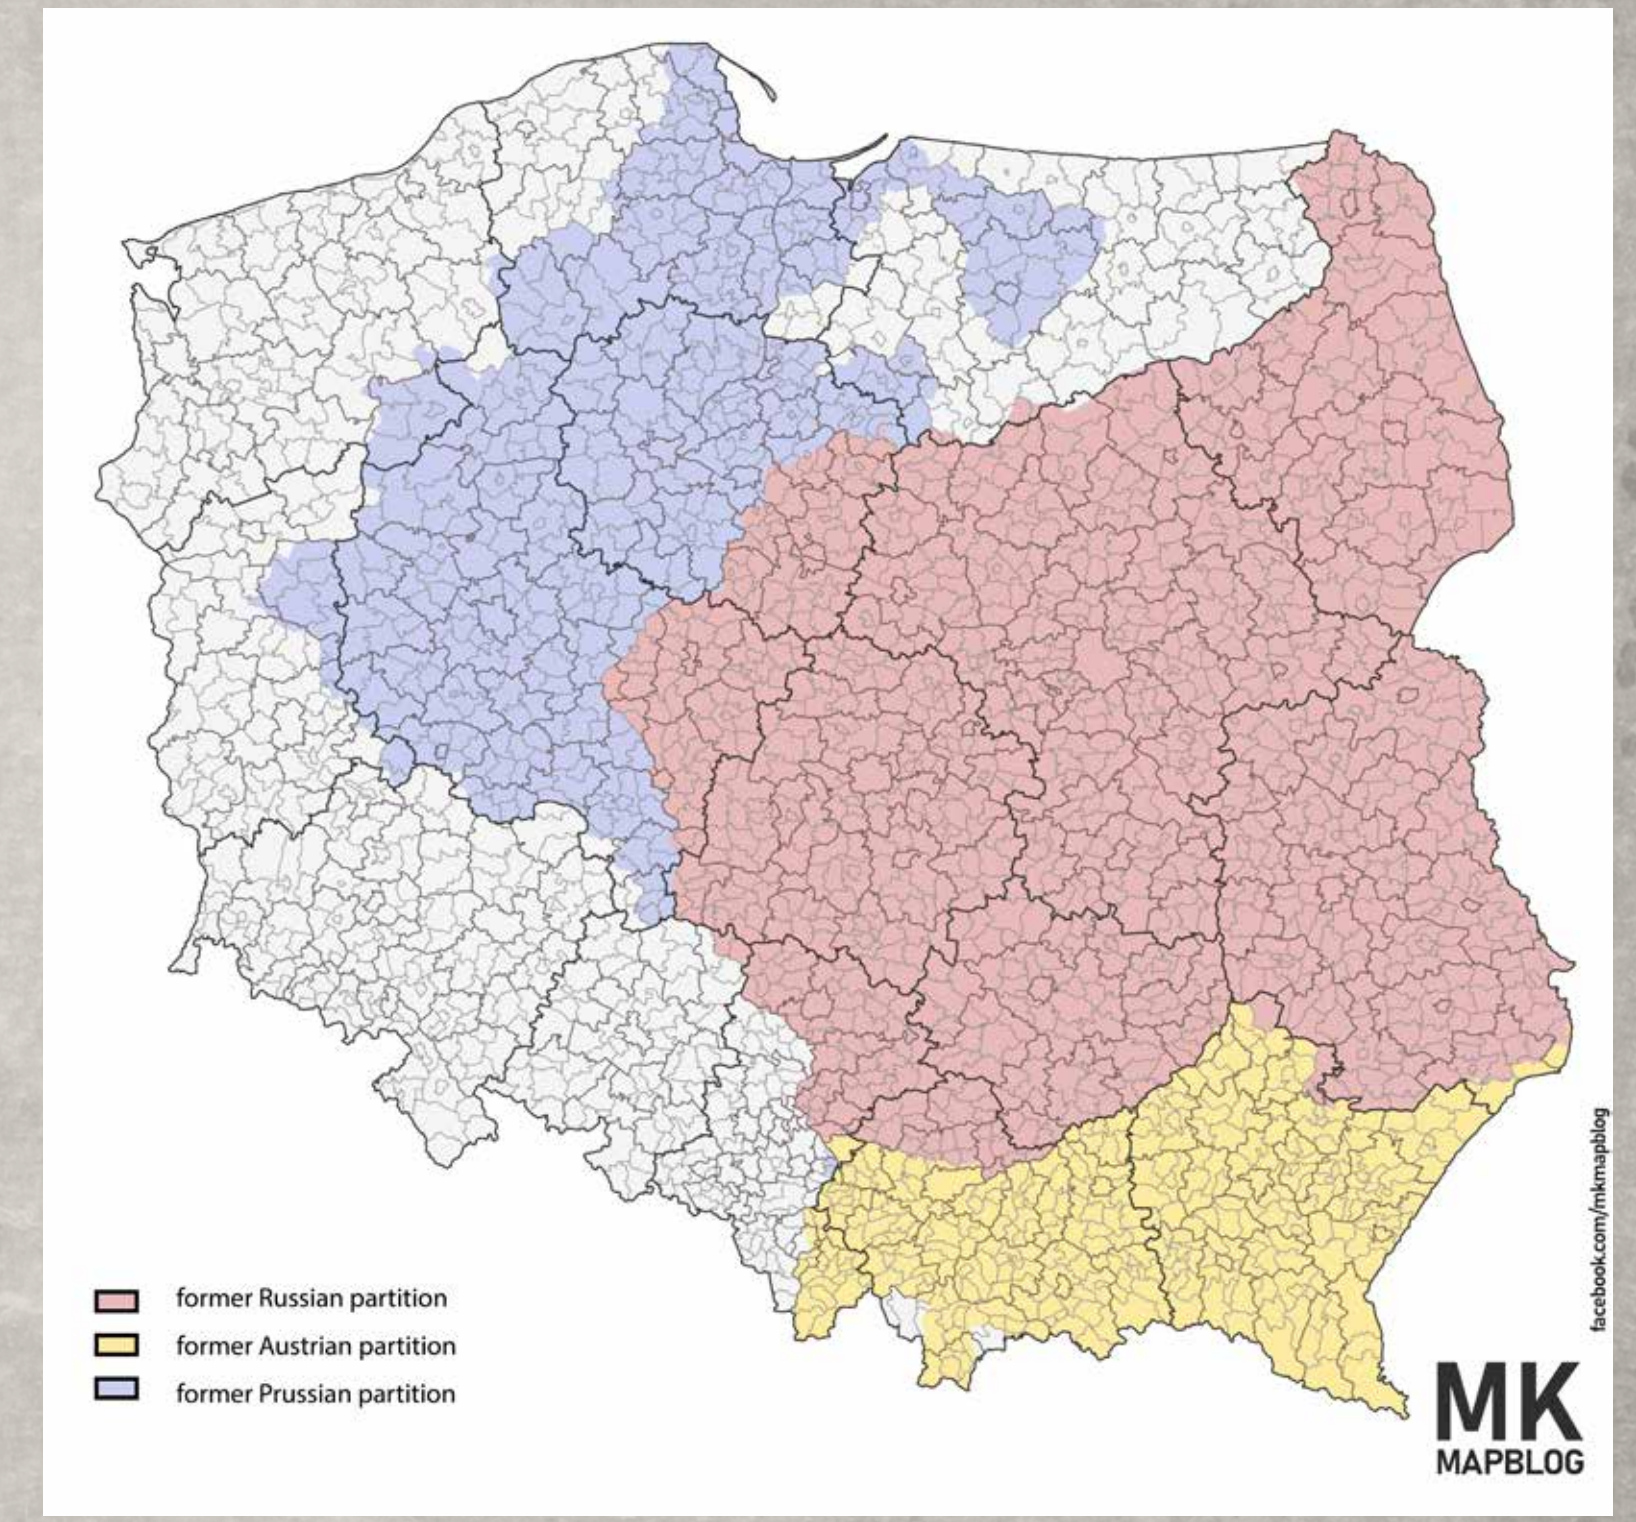 former Russian partition
former Austrian partition
former Prussian partition
facebook.com/mkmapblog
MK
MAPBLOG